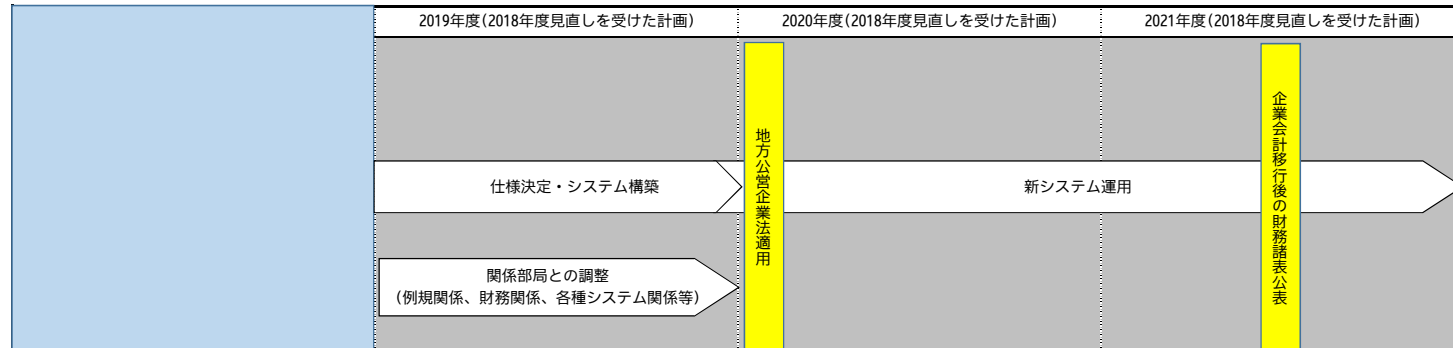 2019年度(2018年度見直しを受けた計画)
2020年度(2018年度見直しを受けた計画)
2021年度(2018年度見直しを受けた計画)
仕様決定・システム構築
地方公営企業法適用
新システム運用
企業会計移行後の財務諸表公表
関係部局との調整
(例規関係、財務関係、各種システム関係等)